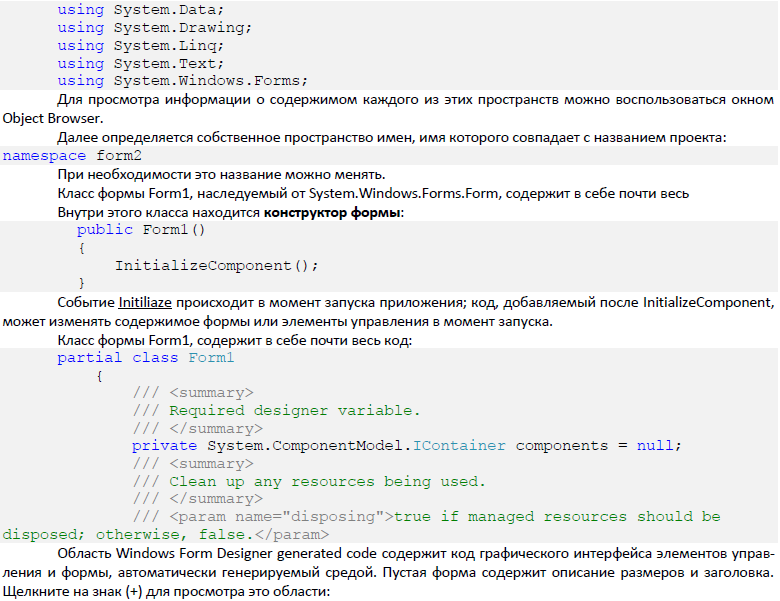 using System.Data;
using System.Drawing;
using System.Linq;
using System.Text;
using System.Windows.Forms;
Для просмотра информации о содержимом каждого из этих пространств можно воспользоваться окном
Object Browser.
Далее определяется собственное пространство имен, имя которого совпадает с названием проекта:
namespace form2
При необходимости это название можно менять.
Класс формы Form1, наследуемый от System.Windows.Forms.Form, содержит в себе почти весь
Внутри этого класса находится конструктор формы:
public Form1()
{
InitializeComponent();
}
Событие Initiliaze происходит в момент запуска приложения; код, добавляемый после InitializeComponent,
может изменять содержимое формы или элементы управления в момент запуска.
Класс формы Form1, содержит в себе почти весь код:
partial class Form1
{
/// <summary>
/// Required designer variable.
/// </summary>
private System.ComponentModel.IContainer components = null;
/// <summary>
/// Clean up any resources being used.
/// </summary>
/// <param name="disposing">true if managed resources should be
disposed; otherwise, false.</param>
Область Windows Form Designer generated code содержит код графического интерфейса элементов управ-
ления и формы, автоматически генерируемый средой. Пустая форма содержит описание размеров и заголовка.
Щелкните на знак (+) для просмотра это области: